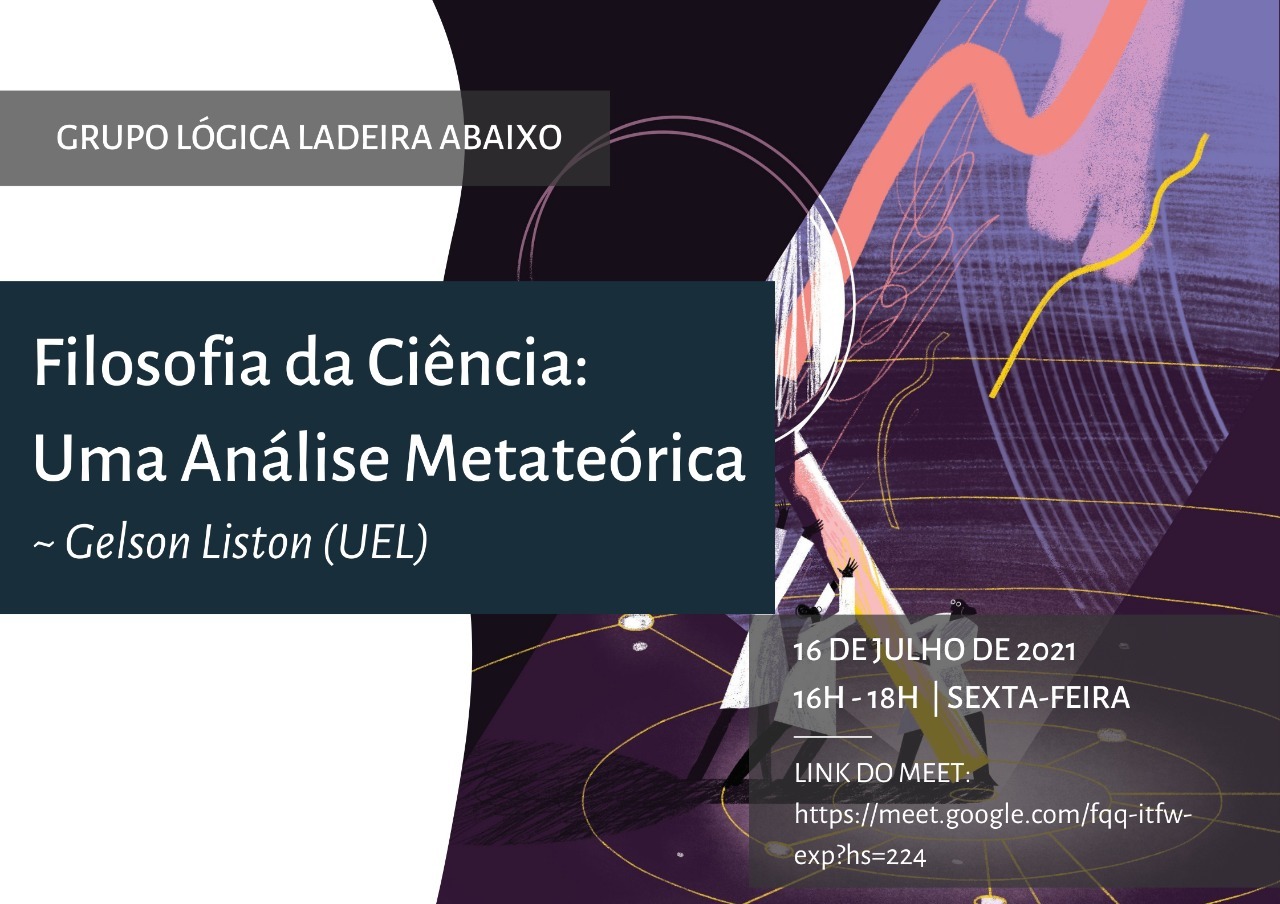 GRUPO LÓGICA LADEIRA ABAIXO
Filosofia da Ciência:
Uma Análise Metateórica
~ Gelson Liston (UEL)
16 DE JULHO DE 2021
16H - 18H | SEXTA-FEIRA
LINK DO MEET:
https://meet.google.com/fqq-itfw-
exp?hs=224